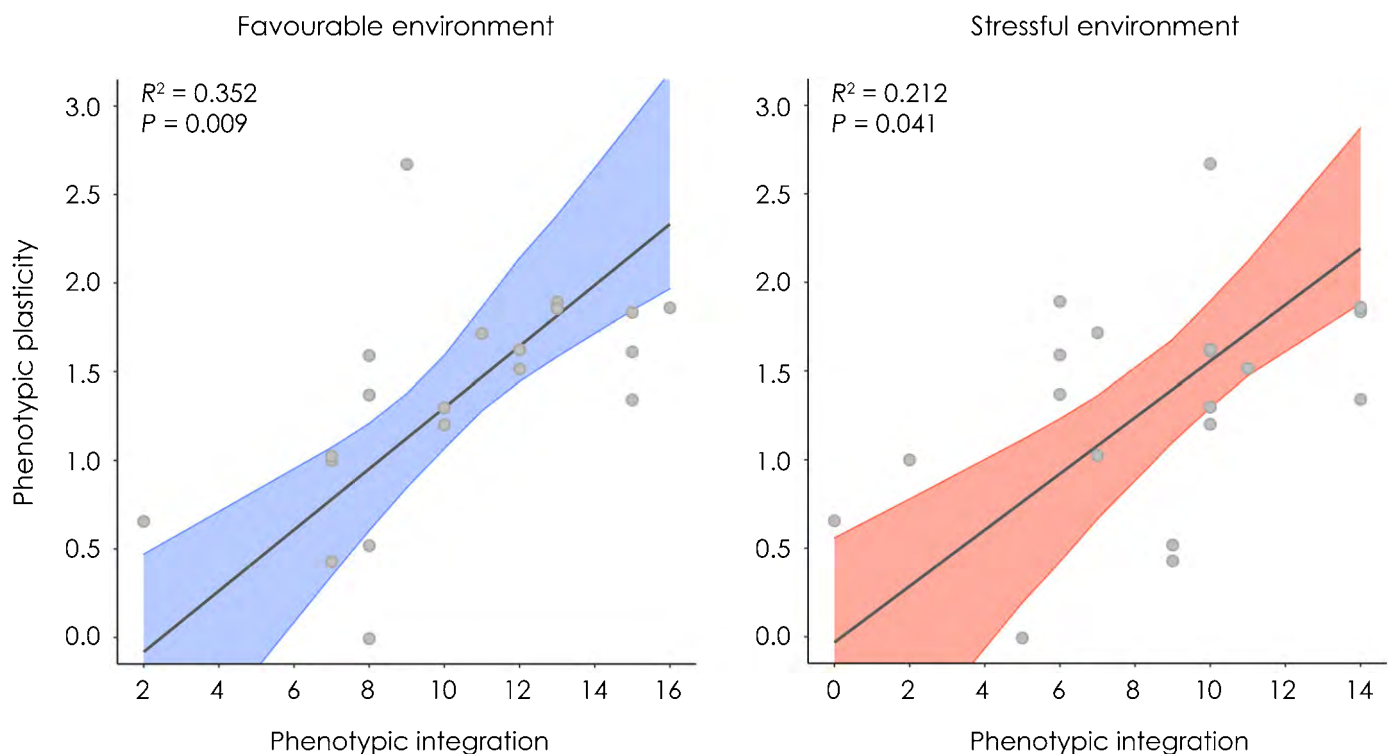 Favourable environment
R² = 0.352
P = 0.009
3.0
2.5
2.0
1.5
1.0
0.5
0.0
Phenotypic plasticity
2 4 6 8 10 12 14 16
Phenotypic integration
Stressful environment
R² = 0.212
P = 0.041
3.0
2.5
2.0
1.5
1.0
0.5
0.0
0 2 4 6 8 10 12 14
Phenotypic integration